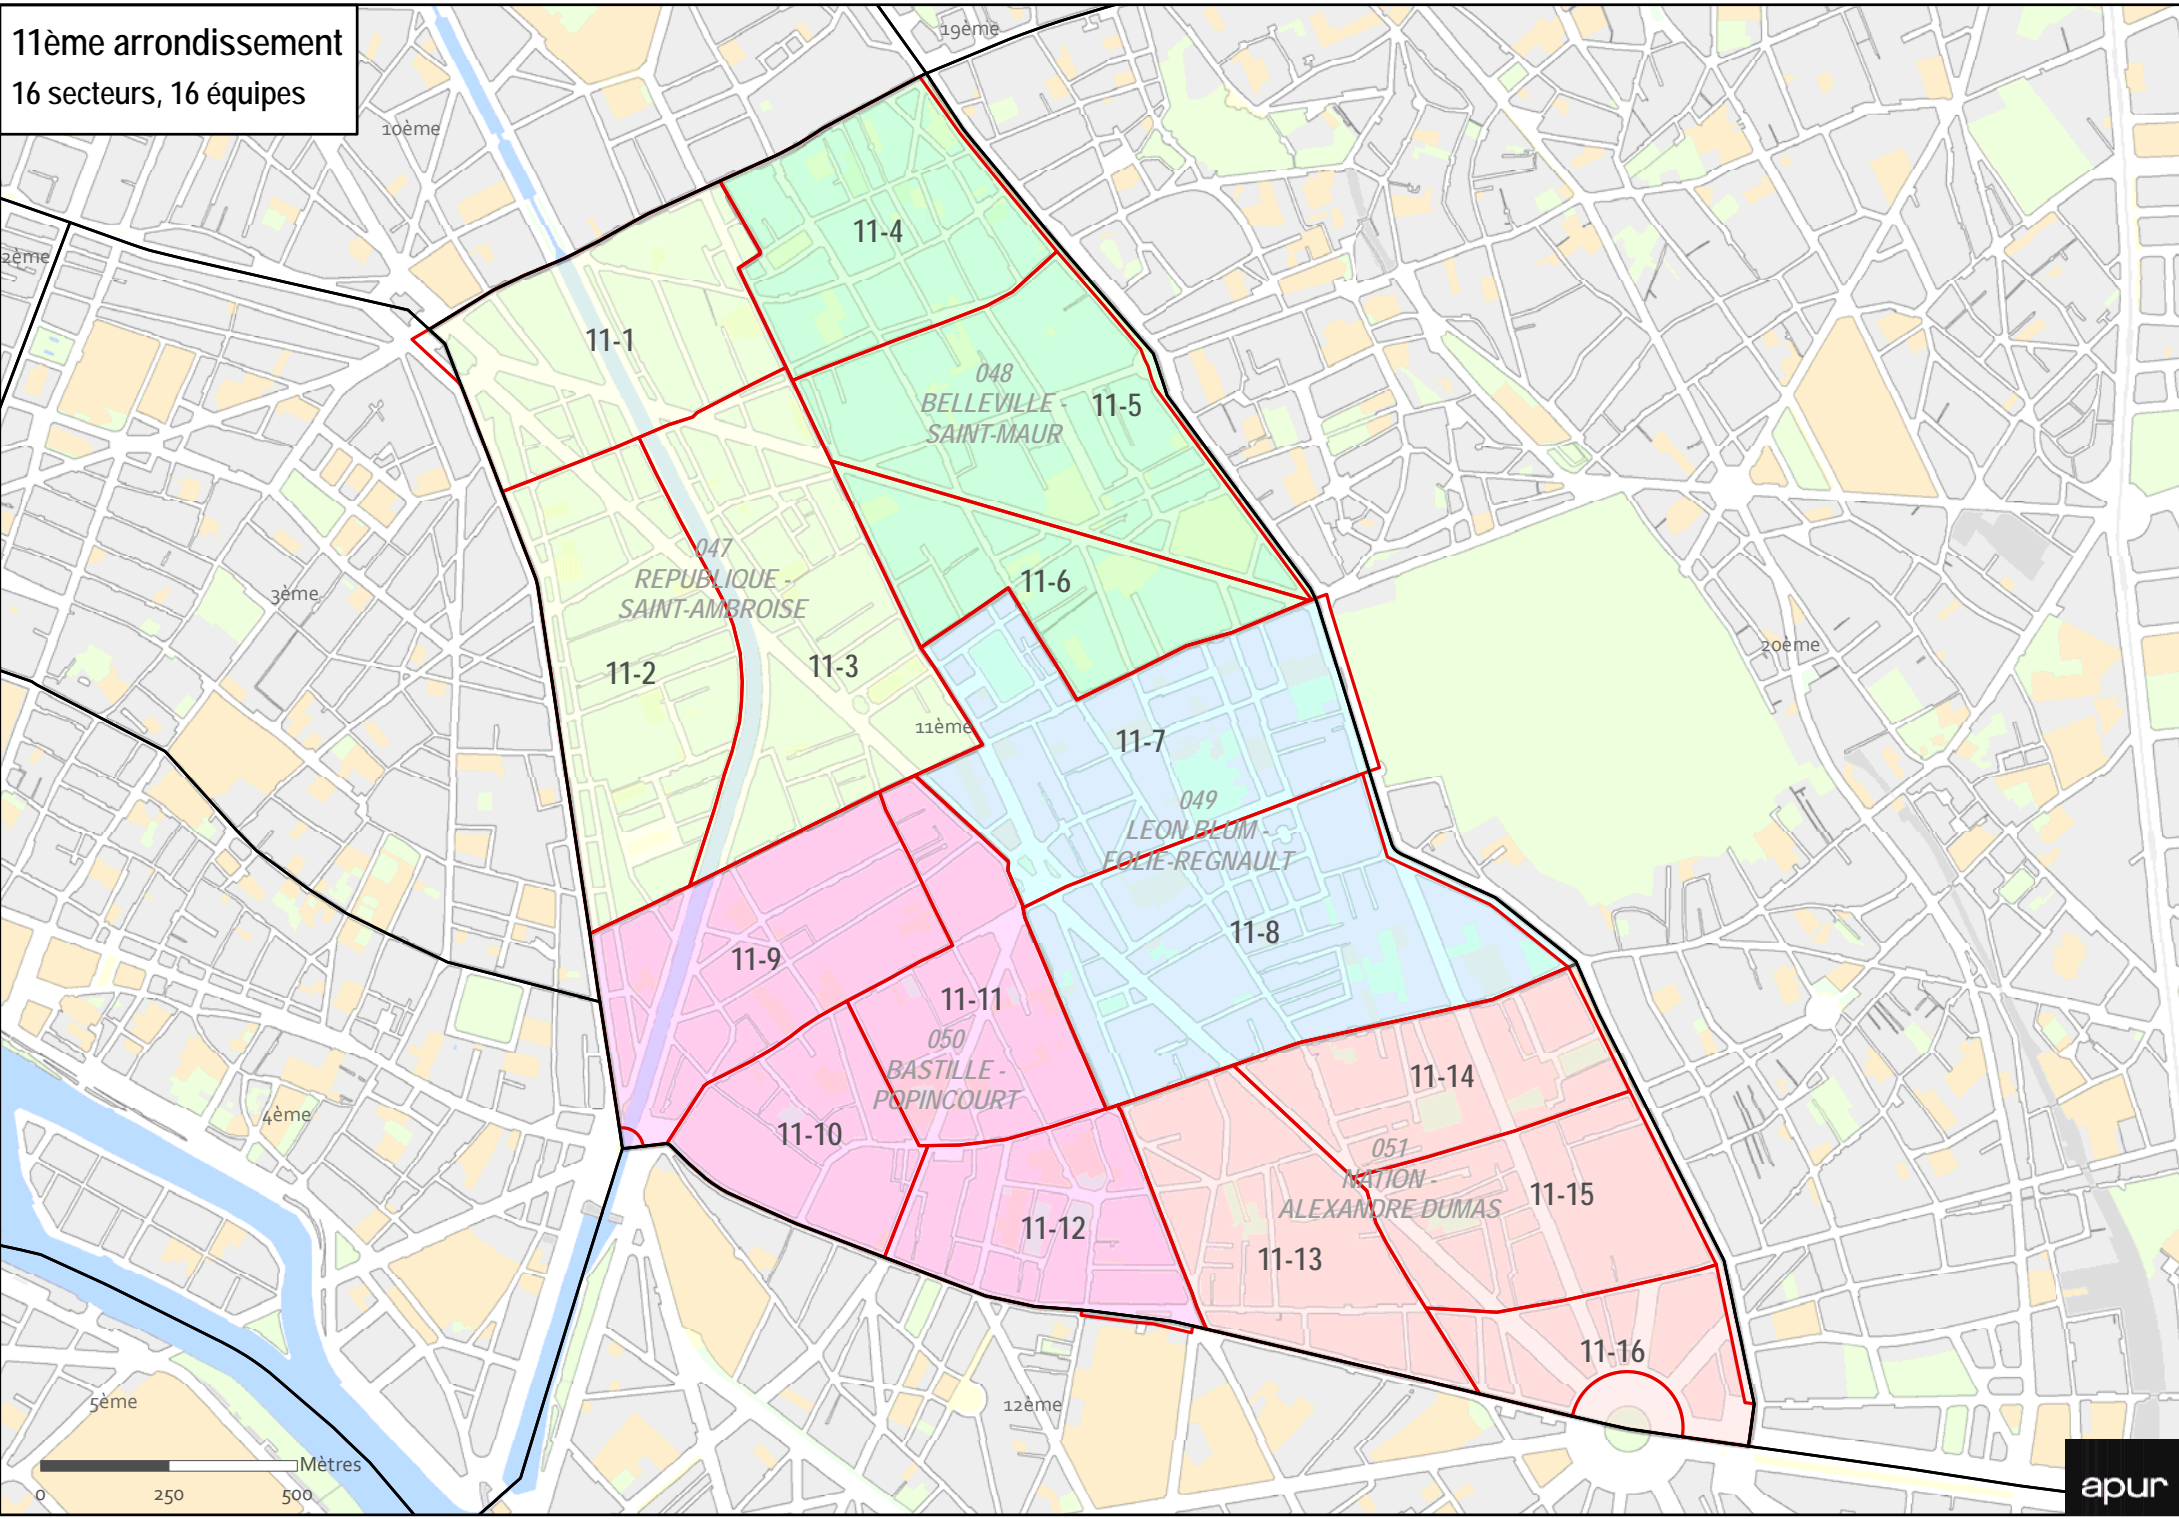 11ème arrondissement
16 secteurs, 16 équipes
19ème
10ème
2ème
11-4
11-1
048
BELLEVILLE -
SAINT-MAUR
11-5
047
REPUBLIQUE -
SAINT-AMBROISE
3ème
11-6
20ème
11-2
11-3
11ème
11-7
049
LEON BLUM -
FOLIE-REGNAULT
11-8
11-9
11-11
050
BASTILLE -
POPINCOURT
11-14
4ème
11-10
051
NATION -
ALEXANDRE DUMAS
11-15
11-12
11-13
11-16
5ème
12ème
Mètres
0 250 500
apur